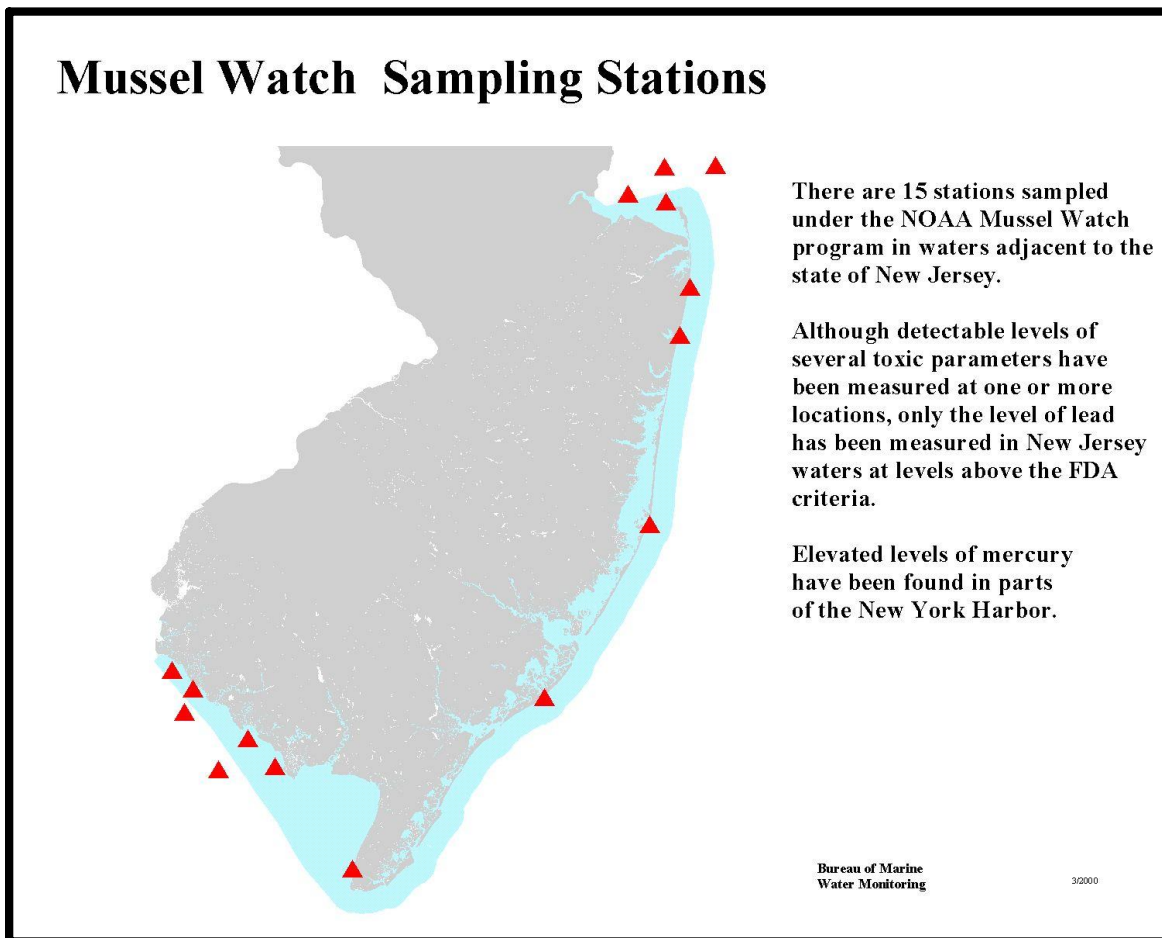 Mussel Watch  Sampling Stations
There are 15 stations sampled
under the NOAA Mussel Watch
program in waters adjacent to the
state of New Jersey.
Although detectable levels of
several toxic parameters have
been measured at one or more
locations, only the level of lead
has been measured in New Jersey
waters at levels above the FDA
criteria.
Elevated levels of mercury
have been found in parts
of the New York Harbor.
Bureau of Marine
Water Monitoring
3/2000